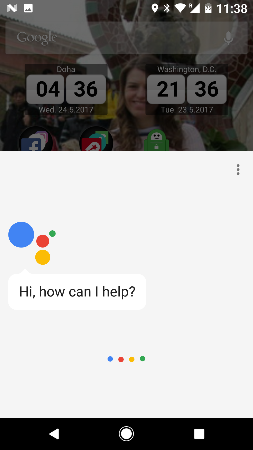 11:38
Google
Doha
Washington, D.C.
04 36
21 36
Wed, 24.5.2017
Tue, 23.5.2017
Hi, how can I help?